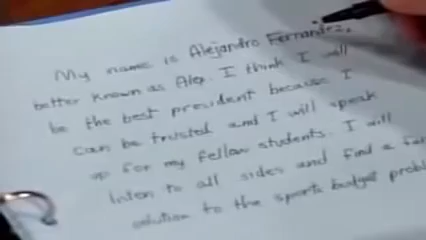 My name is Alejandro Fernandez,
better known as Alex. I think I will
be the best president because I
can be trusted and I will speak
up for my fellow students. I will
listen to all sides and find a fair
solution to the sports budget